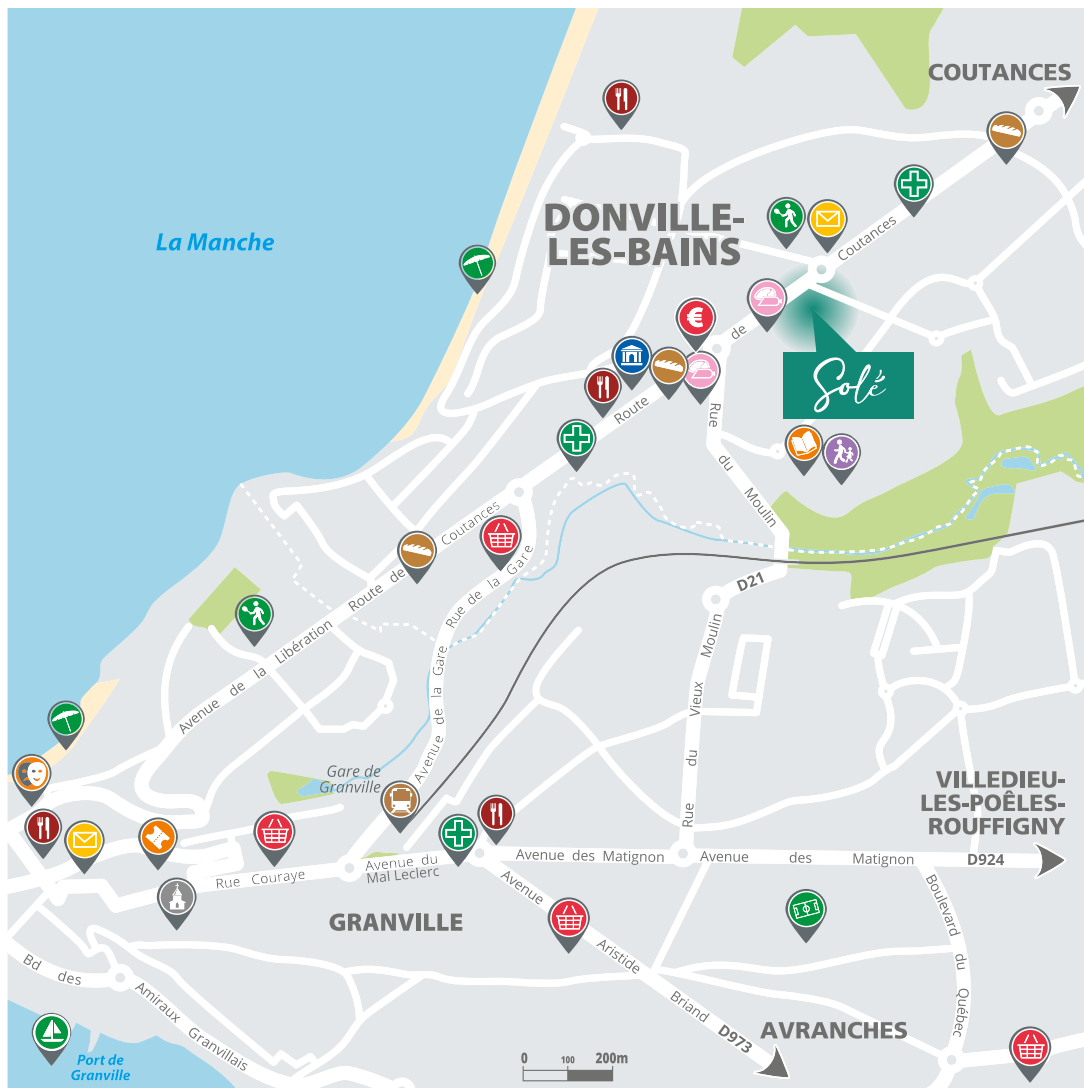 COUTANCES
DONVILLE-
LES-BAINS
La Manche
Coutances
de
€
Route
Solé
Rue
du
Moulin
Coutances
Route de
Rue de la Gare
Avenue de la Libération
Avenue de la Gare
D21
Moulin
Vieux
du
Rue
Gare de
Granville
VILLEDIEU-
LES-POÊLES-
ROUFFIGNY
Avenue des Matignon
Avenue des Matignon
D924
Avenue du
Mal Leclerc
Rue Couraye
GRANVILLE
Avenue
Aristide
Briand
D973
Boulevard du
Québec
AVRANCHES
Bd des
Amiraux
Granvillais
Port de
Granville
0 100 200m